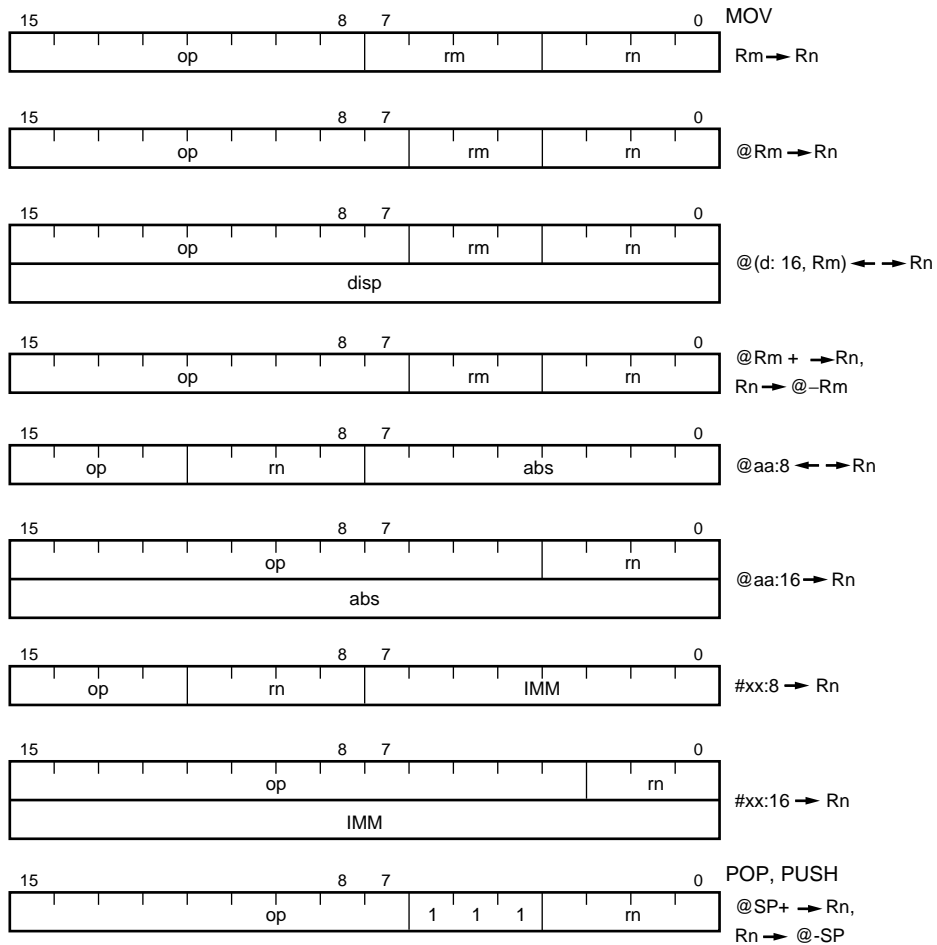 15 8 7 0 MOV
op rm rn Rm → Rn
15 8 7 0
op rm rn @Rm → Rn
15 8 7 0
op rm rn
disp
@(d: 16, Rm) ← → Rn
15 8 7 0
op rm rn
@Rm + → Rn,
Rn → @–Rm
15 8 7 0
op rn abs @aa:8 ← → Rn
15 8 7 0
op rn
abs
@aa:16 → Rn
15 8 7 0
op rn IMM #xx:8 → Rn
15 8 7 0
op rn
IMM
#xx:16 → Rn
15 8 7 0 POP, PUSH
op 1 1 1 rn
@SP+ → Rn,
Rn → @-SP